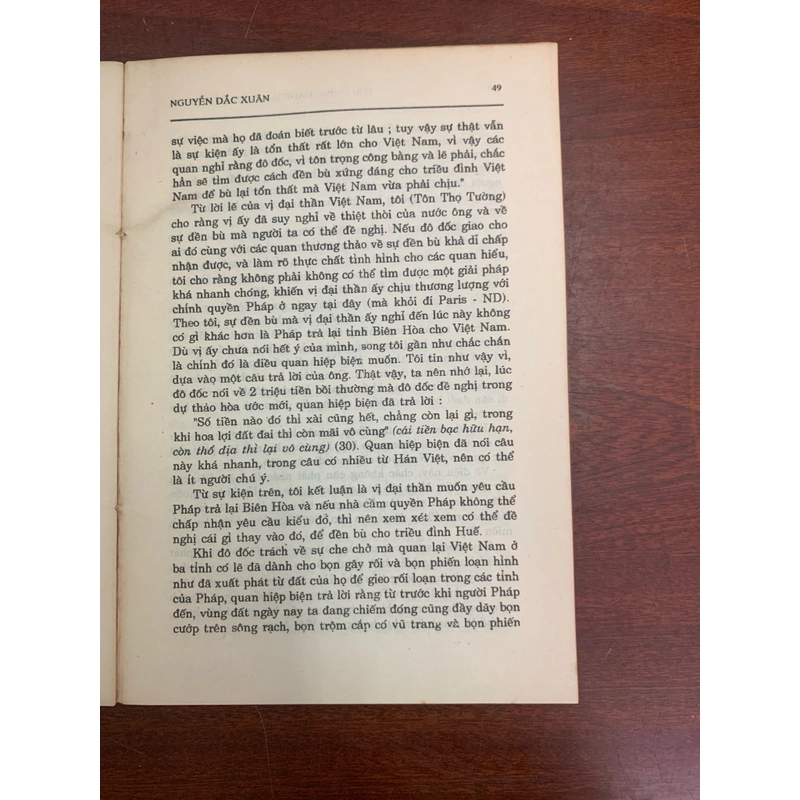 NGUYỄN ĐẮC XUÂN
49
sự việc mà họ đã đoán biết trước từ lâu ; tuy vậy sự thật vẫn
là sự kiện ấy là tổn thất rất lớn cho Việt Nam, vì vậy các
quan nghỉ rằng đô đốc, vì tôn trọng công bằng và lẽ phải, chắc
hẳn sẽ tìm được cách đền bù xứng đáng cho triều đình Việt
Nam để bù lại tổn thất mà Việt Nam vừa phải chịu."
Từ lời lẽ của vị đại thần Việt Nam, tôi (Tôn Thọ Tường)
cho rằng vị ấy đã suy nghỉ về thiệt thòi của nước ông và về
sự đền bù mà người ta có thể đề nghị. Nếu đô đốc giao cho
ai đó cùng với các quan thương thảo về sự đền bù khả dỉ chấp
nhận được, và làm rõ thực chất tình hình cho các quan hiểu,
tôi cho rằng không phải không có thể tìm được một giải pháp
khá nhanh chóng, khiến vị đại thần ấy chịu thương lượng với
chính quyền Pháp ở ngay tại đây (mà khỏi đi Paris - ND).
Theo tôi, sự đền bù mà vị đại thần ấy nghỉ đến lúc này không
có gì khác hơn là Pháp trả lại tỉnh Biên Hòa cho Việt Nam.
Dù vị ấy chưa nói hết ý của mình, song tôi gần như chắc chắn
là chính đó là điều quan hiệp biện muốn. Tôi tin như vậy vì,
dựa vào một câu trả lời của ông. Thật vậy, ta nên nhớ lại, lúc
đô đốc nói về 2 triệu tiền bồi thường mà đô đốc đề nghị trong
dự thảo hòa ước mới, quan hiệp biện đã trả lời :
"Số tiền nào đó thì xài cũng hết, chẳng còn lại gì, trong
khi hoa lợi đất đai thì còn mãi vô cùng" (cái tiền bạc hữu hạn,
còn thổ địa thì lại vô cùng) (30). Quan hiệp biện đã nói câu
này khá nhanh, trong câu có nhiều từ Hán Việt, nên có thể
là ít người chú ý.
Từ sự kiện trên, tôi kết luận là vị đại thần muốn yêu cầu
Pháp trả lại Biên Hòa và nếu nhà cầm quyền Pháp không thể
chấp nhận yêu cầu kiểu đó, thì nên xem xét xem có thể đề
nghị cái gì thay vào đó, để đền bù cho triều đình Huế.
Khi đô đốc trách về sự che chở mà quan lại Việt Nam ở
ba tỉnh có lẽ đã dành cho bọn gây rối và bọn phiến loạn hình
như đã xuất phát từ đất của họ để gieo rối loạn trong các tỉnh
của Pháp, quan hiệp biện trả lời rằng từ trước khi người Pháp
đến, vùng đất ngày nay ta đang chiếm đóng cũng đầy dẫy bọn
cướp trên sông rạch, bọn trộm cắp có vũ trang và bọn phiến